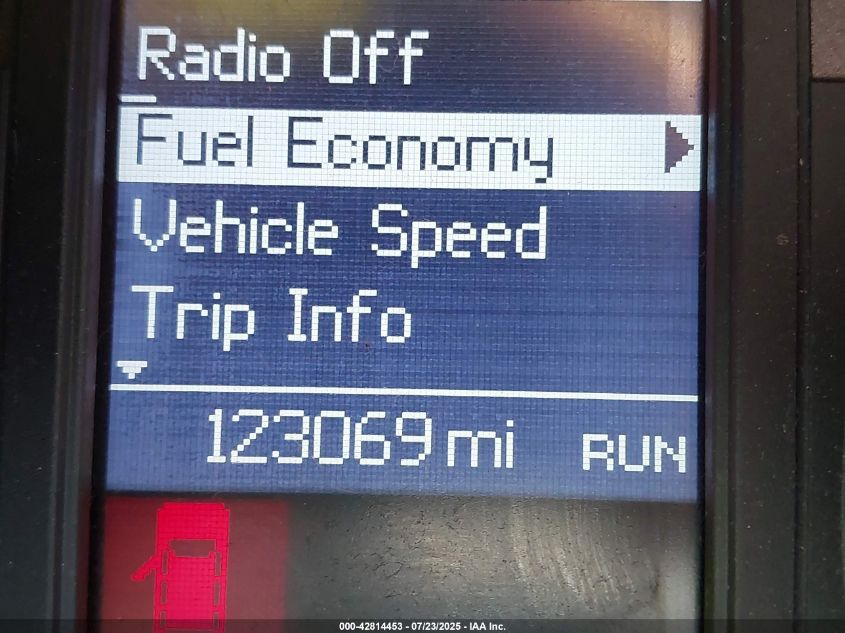 Radio Off
Fuel Economy
Vehicle Speed
Trip Info
123069 mi RUN
000-42814453 - 07/23/2025 - IAA Inc.